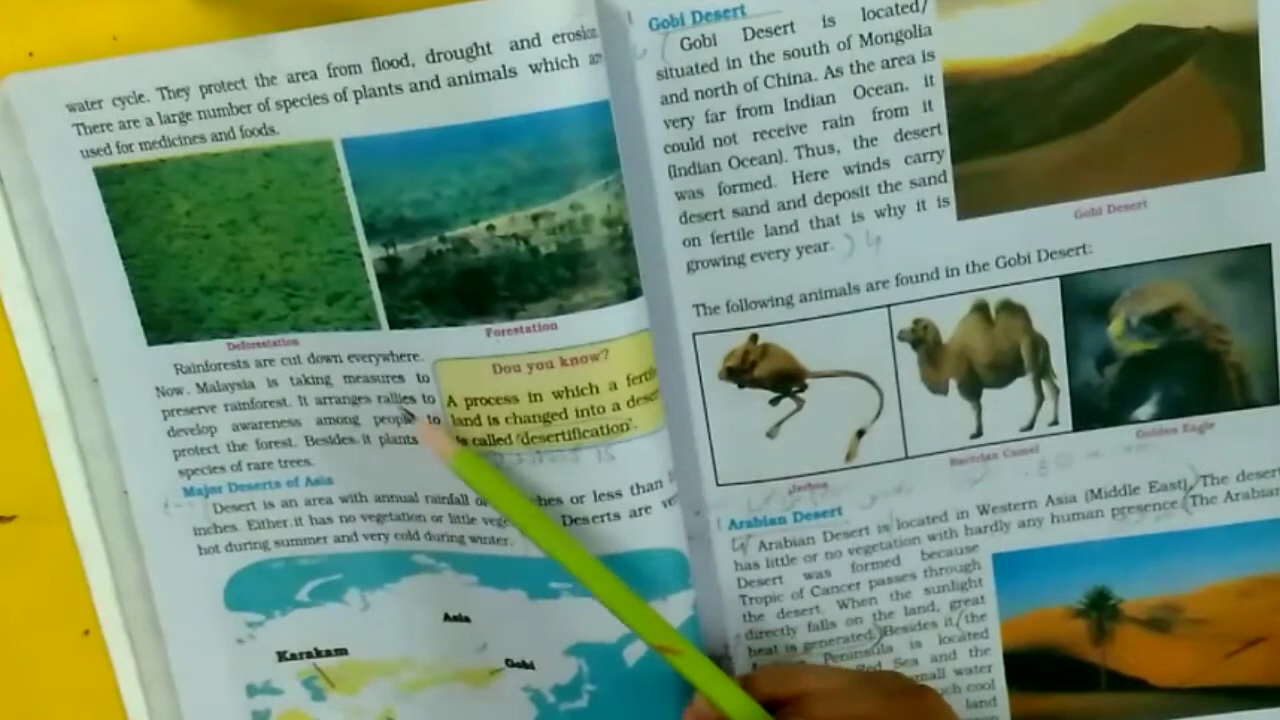 water cycle. They protect the area from flood, drought and erosion
There are a large number of species of plants and animals which
used for medicines and foods.
Deforestation
Forestation
Rainforests are cut down everywhere.
Now, Malaysia is taking measures to
preserve rainforest. It arranges rallies to
develop awareness among people to
protect the forest. Besides, it plants
species of rare trees.
Dou you know?
A process in which a fertile
land is changed into a desert
is called 'desertification'.
Major Deserts of Asia
Desert is an area with annual rainfall or less than
inches. Either, it has no vegetation or little Deserts are
hot during summer and very cold during winter.
Asia
Karakam
Gobi
Gobi Desert
Gobi Desert is located/
situated in the south of Mongolia
and north of China. As the area is
very far from Indian Ocean, it
could not receive rain from it
(Indian Ocean). Thus, the desert
was formed. Here winds carry
desert sand and deposit the sand
on fertile land that is why it is
growing every year.
Gobi Desert
The following animals are found in the Gobi Desert:
Jerboa
Bactrian Camel
Golden Eagle
Arabian Desert
Arabian Desert is located in Western Asia (Middle East). The desert
has little or no vegetation with hardly any human presence. The Arabian
Desert was formed because
Tropic of Cancer passes through
the desert. When the sunlight
directly falls on the land, great
heat is generated. Besides it, the
Peninsula is located
Red Sea and the
small water
such cool
land